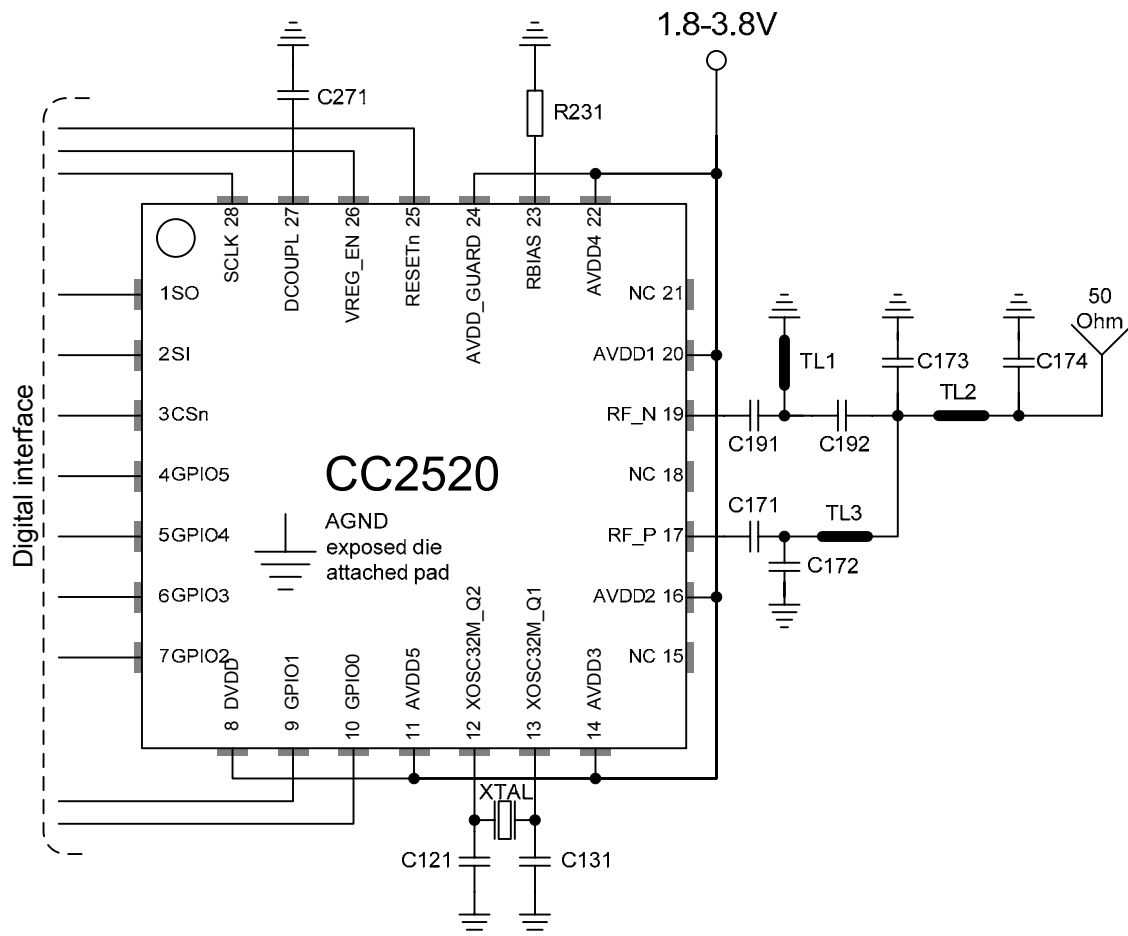 1.8-3.8V
C271
R231
SCLK 28
DCOUPL 27
VREG_EN 26
RESETn 25
AVDD_GUARD 24
RBIAS 23
AVDD4 22
1SO
NC 21
50
Ohm
2SI
AVDD1 20
TL1
C173
C174
TL2
3CSn
RF_N 19
C191
C192
Digital interface
4GPIO5
CC2520
NC 18
C171
5GPIO4
AGND
exposed die
attached pad
RF_P 17
TL3
C172
6GPIO3
AVDD2 16
7GPIO2
NC 15
8 DVDD
9 GPIO1
10 GPIO0
11 AVDD5
12 XOSC32M_Q2
13 XOSC32M_Q1
14 AVDD3
XTAL
C121
C131